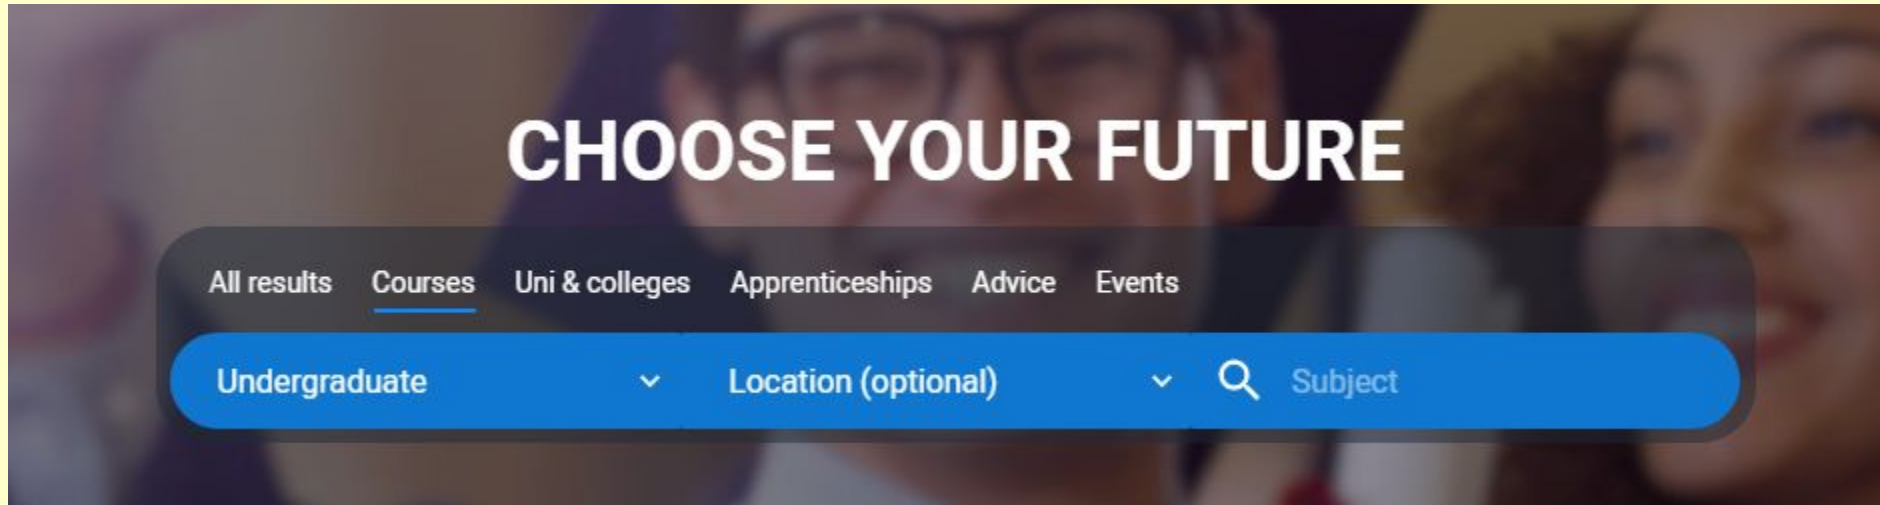 CHOOSE YOUR FUTURE
All results Courses Uni & colleges Apprenticeships Advice Events
Undergraduate Location (optional) Subject